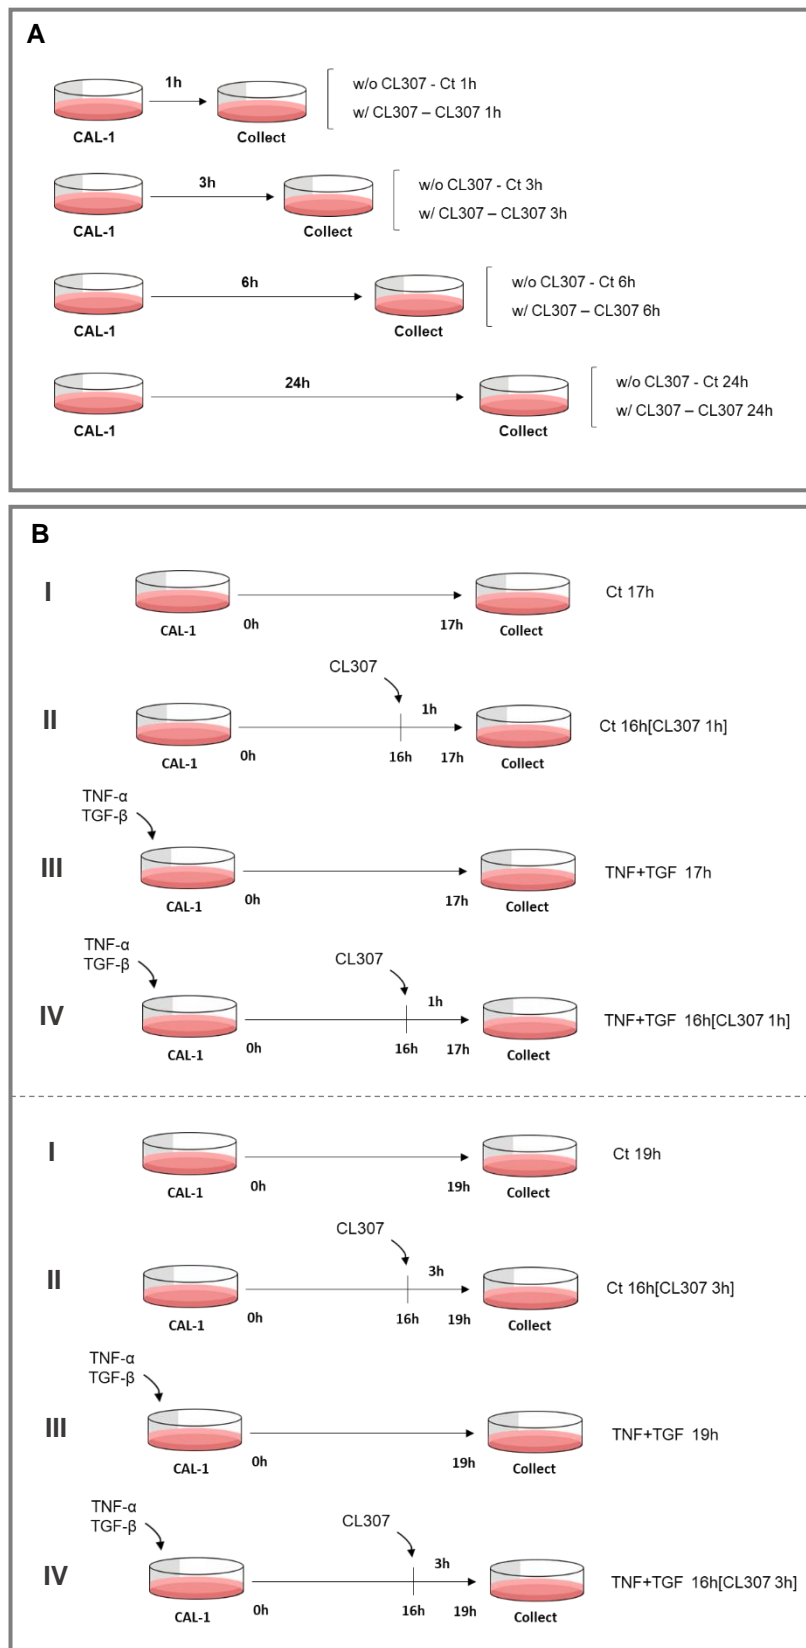 A
1h
w/o CL307 - Ct 1h
w/ CL307 – CL307 1h
CAL-1
Collect
3h
w/o CL307 - Ct 3h
w/ CL307 – CL307 3h
CAL-1
Collect
6h
w/o CL307 - Ct 6h
w/ CL307 – CL307 6h
CAL-1
Collect
24h
w/o CL307 - Ct 24h
w/ CL307 – CL307 24h
CAL-1
Collect
B
I
Ct 17h
CAL-1
0h
17h
Collect
CL307
II
1h
Ct 16h[CL307 1h]
CAL-1
0h
16h
17h
Collect
TNF-α
TGF-β
III
TNF+TGF 17h
CAL-1
0h
17h
Collect
TNF-α
TGF-β
CL307
IV
1h
TNF+TGF 16h[CL307 1h]
CAL-1
0h
16h
17h
Collect
I
Ct 19h
CAL-1
0h
19h
Collect
CL307
II
3h
Ct 16h[CL307 3h]
CAL-1
0h
16h
19h
Collect
TNF-α
TGF-β
III
TNF+TGF 19h
CAL-1
0h
19h
Collect
TNF-α
TGF-β
CL307
IV
3h
TNF+TGF 16h[CL307 3h]
CAL-1
0h
16h
19h
Collect